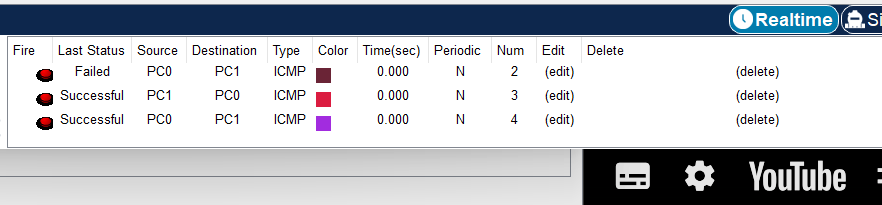 Realtime Si
Fire Last Status Source Destination Type Color Time(sec) Periodic Num Edit Delete
Failed PC0 PC1 ICMP 0.000 N 2 (edit) (delete)
Successful PC1 PC0 ICMP 0.000 N 3 (edit) (delete)
Successful PC0 PC1 ICMP 0.000 N 4 (edit) (delete)
YouTube